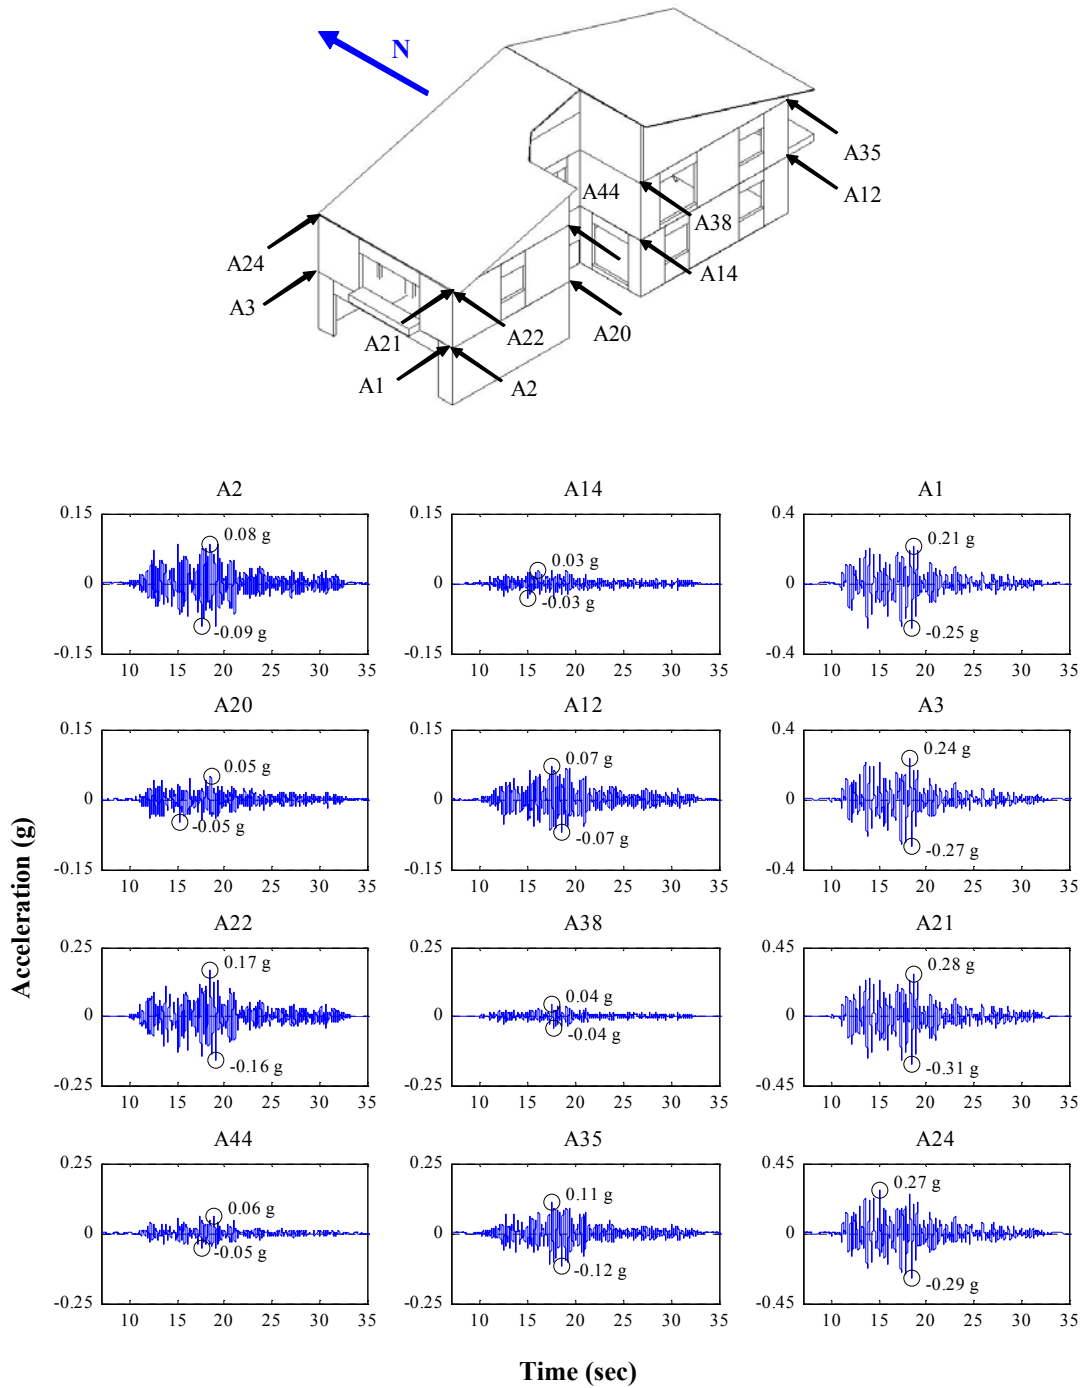 N
A35
A44
A12
A38
A24
A14
A3
A21
A22
A20
A1
A2
A2
A14
A1
0.15
0.08 g
0
-0.09 g
-0.15
10 15 20 25 30 35
0.15
0.03 g
0
-0.03 g
-0.15
10 15 20 25 30 35
0.4
0.21 g
0
-0.25 g
-0.4
10 15 20 25 30 35
A20
A12
A3
0.15
0.05 g
0
-0.05 g
-0.15
10 15 20 25 30 35
0.15
0.07 g
0
-0.07 g
-0.15
10 15 20 25 30 35
0.4
0.24 g
0
-0.27 g
-0.4
10 15 20 25 30 35
A22
A38
A21
0.25
0.17 g
0
-0.16 g
-0.25
10 15 20 25 30 35
0.25
0.04 g
0
-0.04 g
-0.25
10 15 20 25 30 35
0.45
0.28 g
0
-0.31 g
-0.45
10 15 20 25 30 35
A44
A35
A24
0.25
0.06 g
0
-0.05 g
-0.25
10 15 20 25 30 35
0.25
0.11 g
0
-0.12 g
-0.25
10 15 20 25 30 35
0.45
0.27 g
0
-0.29 g
-0.45
10 15 20 25 30 35
Acceleration (g)
Time (sec)